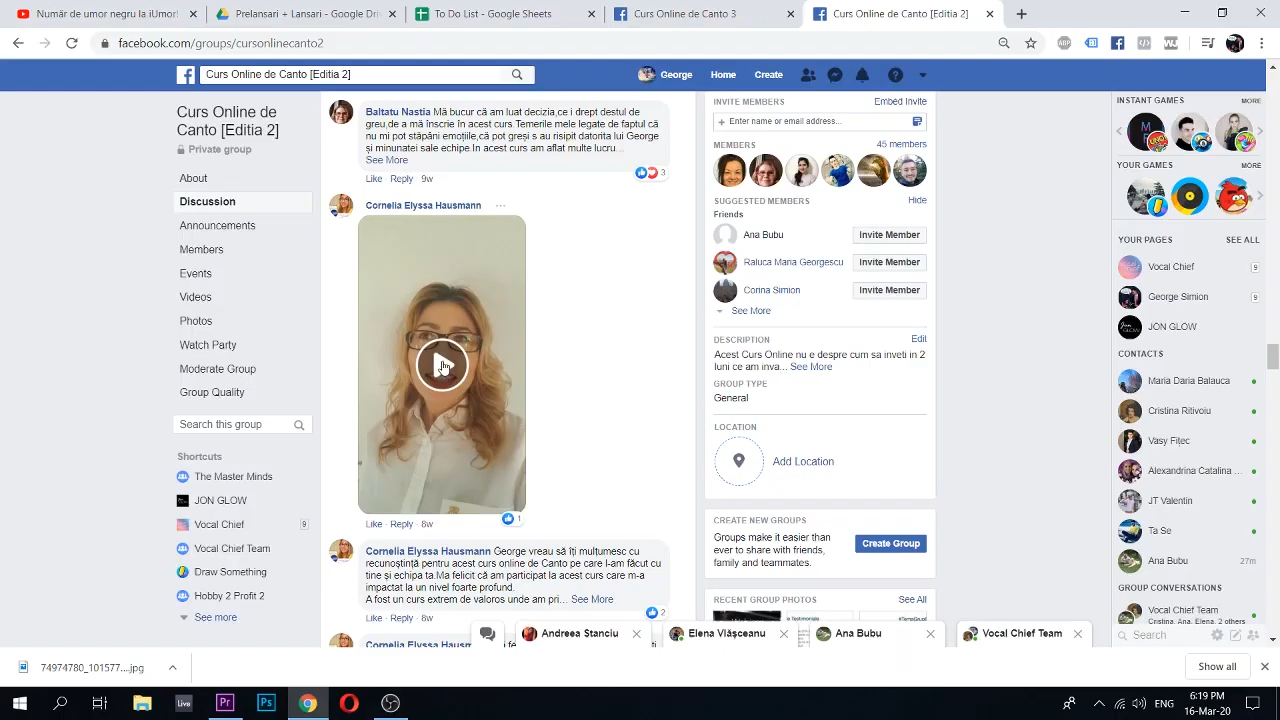 Număr de umor negru la iUmor!
Prelansari + Lansari - Google Dri
To Do List - Google Sheets
Curs Online de Canto 3
Curs Online de Canto [Editia 2]
facebook.com/groups/cursonlinecanto2
Curs Online de Canto [Editia 2]
George
Home
Create
Curs Online de
Canto [Editia 2]
Private group
About
Discussion
Announcements
Members
Events
Videos
Photos
Watch Party
Moderate Group
Group Quality
Search this group
Shortcuts
The Master Minds
JON GLOW
Vocal Chief 9
Vocal Chief Team
Draw Something
Hobby 2 Profit 2
See more
Baltatu Nastia Mă bucur că am luat decizia,ce i drept destul de
greu,de a mă înscrie în acest curs.Temerile mele legate de faptul că
nu mi pot stăpâni emoțiile,că pot greși s au risipit datorita lui George
și minunatei sale echipe.In acest curs am aflat multe lucru...
See More
Like · Reply · 9w
3
Cornelia Elyssa Hausmann ...
Like · Reply · 8w
1
Cornelia Elyssa Hausmann George vreau să îți mulțumesc cu
recunoștință pentru acest curs online de Canto pe care l-am făcut cu
tine și echipa ta.Ma felicit că am participat la acest curs care m-a
impactat la un nivel foarte profund.
A fost un curs extrem de valoros unde am pri... See More
Like · Reply · 8w
2
INVITE MEMBERS Embed Invite
+ Enter name or email address...
MEMBERS 45 members
SUGGESTED MEMBERS Hide
Friends
Ana Bubu Invite Member
Raluca Maria Georgescu Invite Member
Corina Simion Invite Member
See More
DESCRIPTION Edit
Acest Curs Online nu e despre cum sa inveti in 2
luni ce am inva... See More
GROUP TYPE
General
LOCATION
Add Location
CREATE NEW GROUPS
Groups make it easier than
ever to share with friends,
family and teammates.
Create Group
RECENT GROUP PHOTOS See All
INSTANT GAMES MORE
YOUR GAMES MORE
YOUR PAGES SEE ALL
Vocal Chief 9
George Simion 9
JON GLOW
CONTACTS
Maria Daria Balauca
Cristina Ritivoiu
Vasy Fițec
Alexandrina Catalina ...
JT Valentin
Ta Se
Ana Bubu 27m
GROUP CONVERSATIONS
Vocal Chief Team
Cristina, Ana, Elena, 2 others
Search
Andreea Stanciu
Elena Vlășceanu
Ana Bubu
Vocal Chief Team
74974780_101577....jpg
Show all
Live
Pr
Ps
ENG
6:19 PM
16-Mar-20